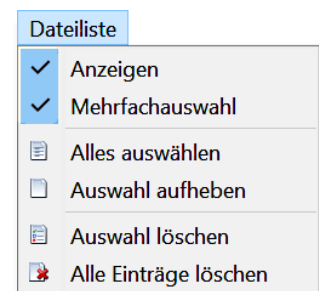 Dateiliste
Anzeigen
Mehrfachauswahl
Alles auswählen
Auswahl aufheben
Auswahl löschen
Alle Einträge löschen